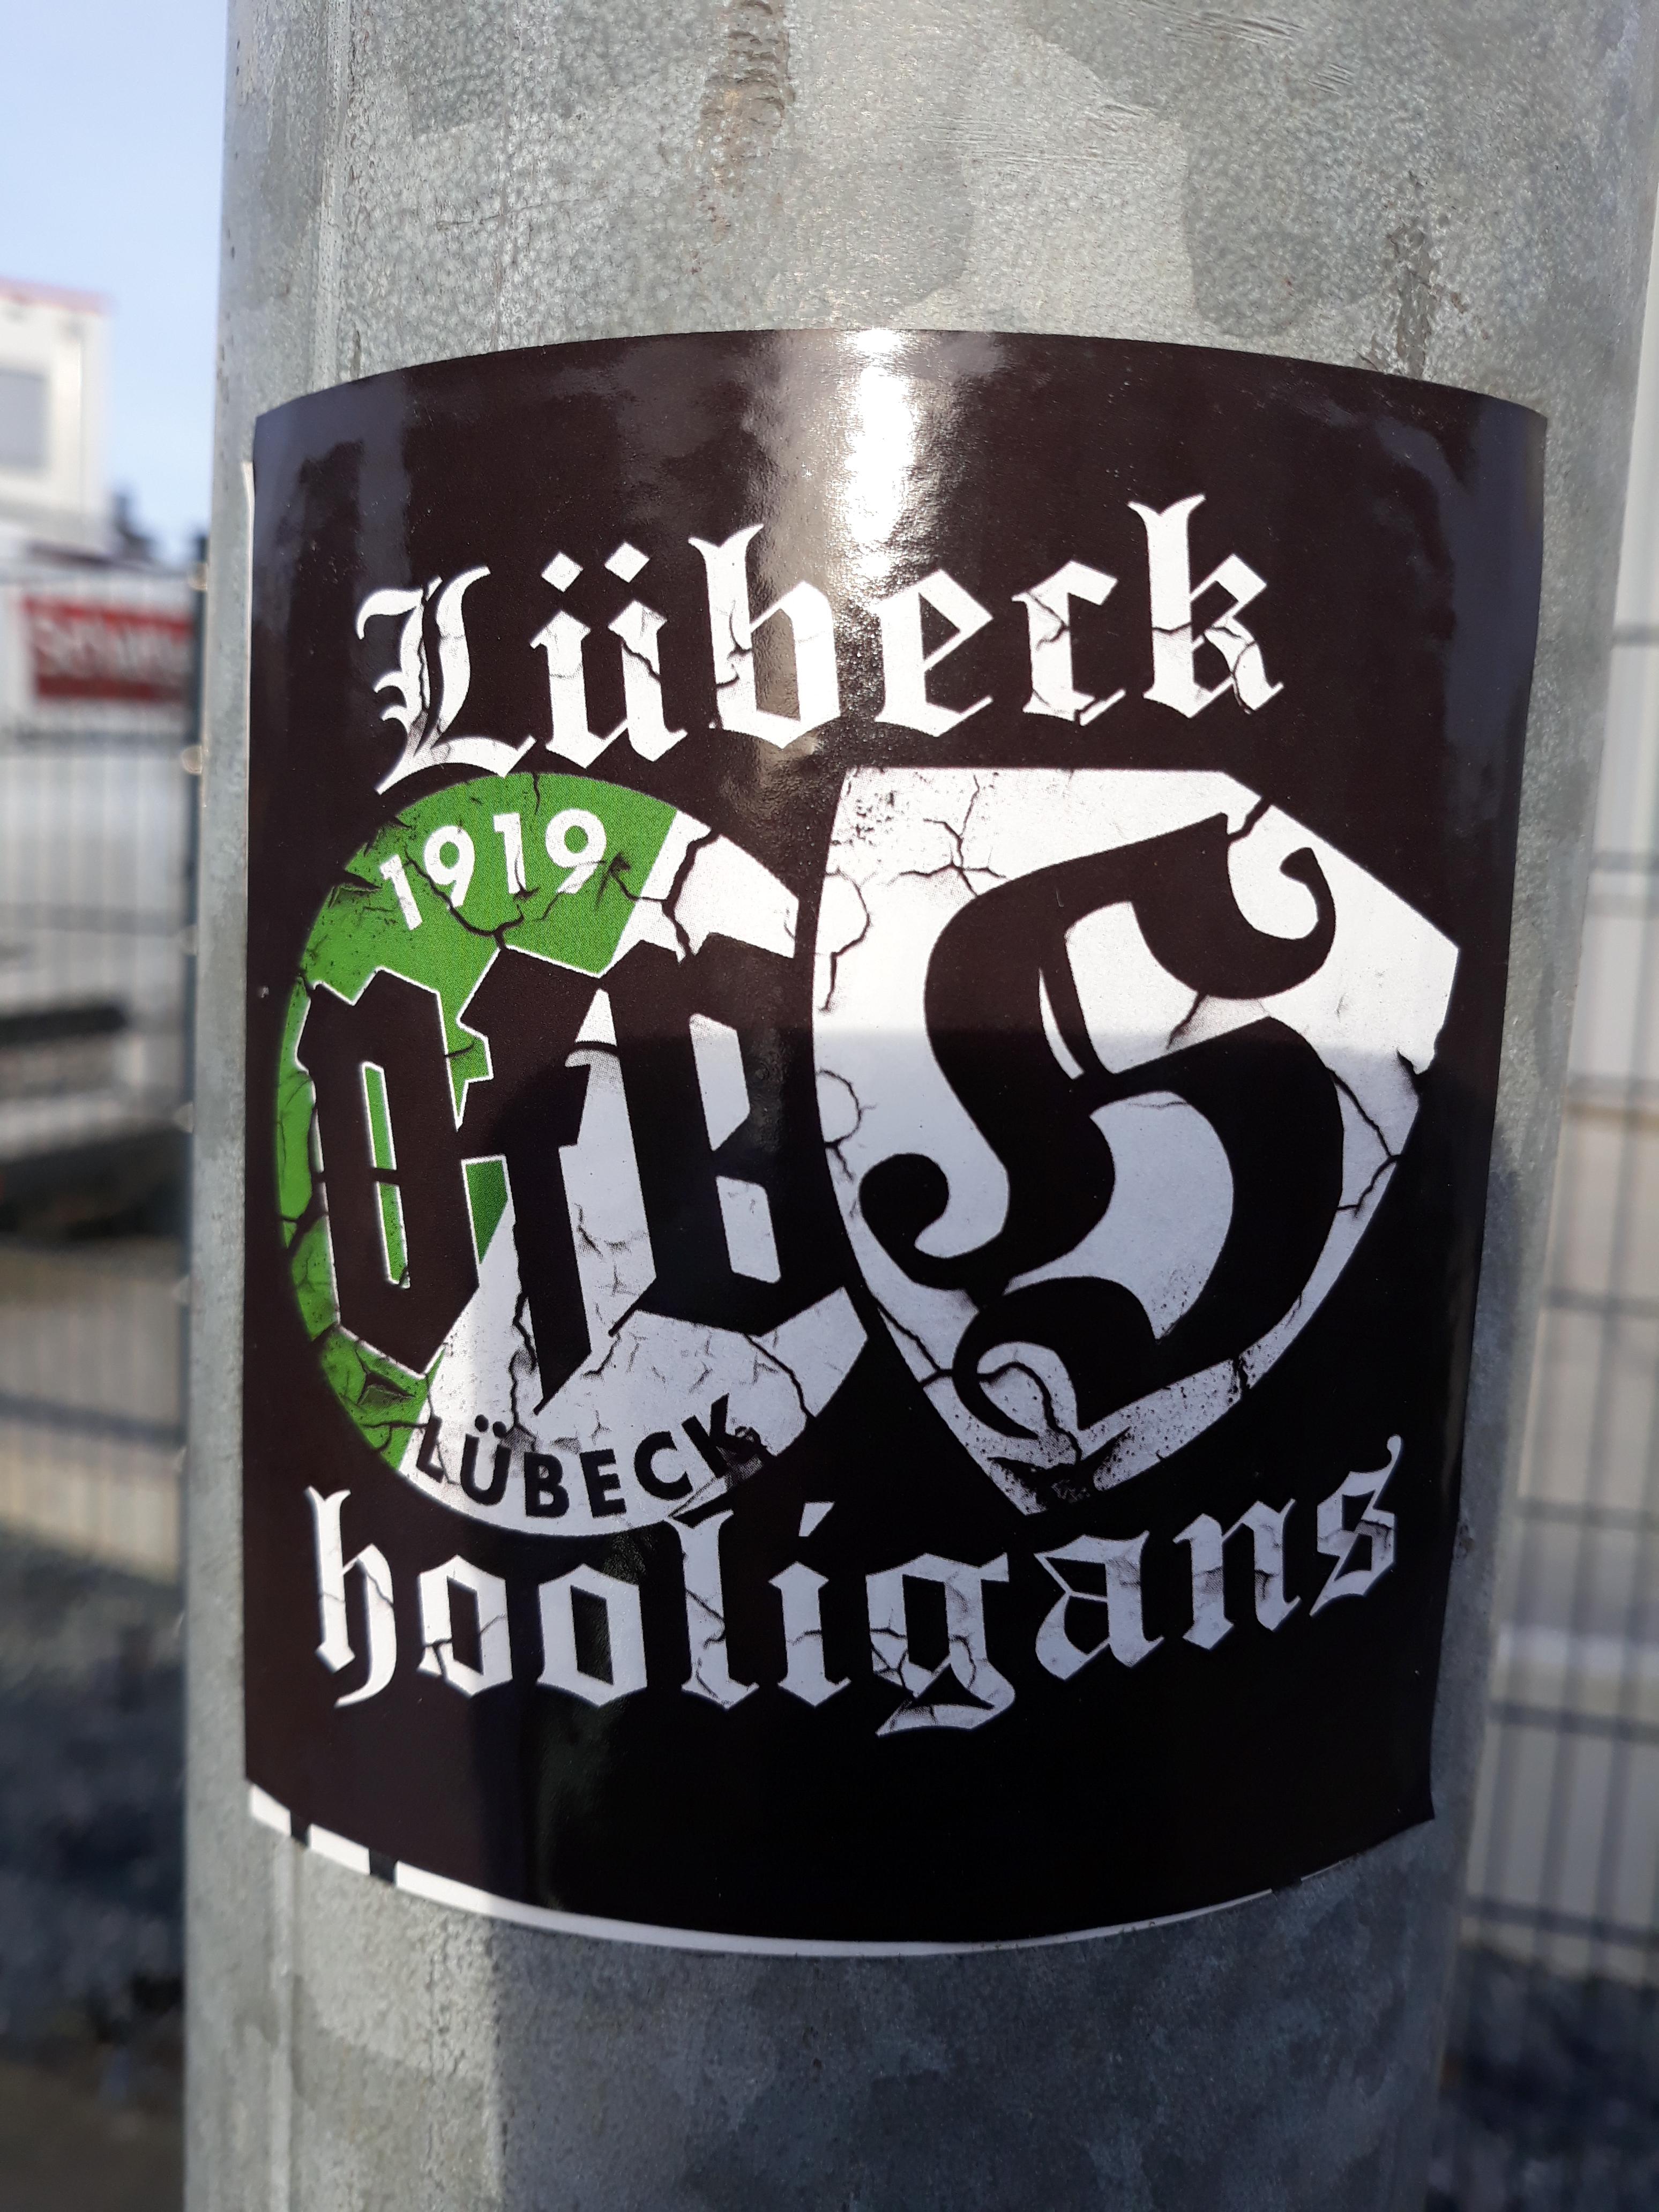 Lübeck
1919
VfB
S
LÜBECK
hooligans